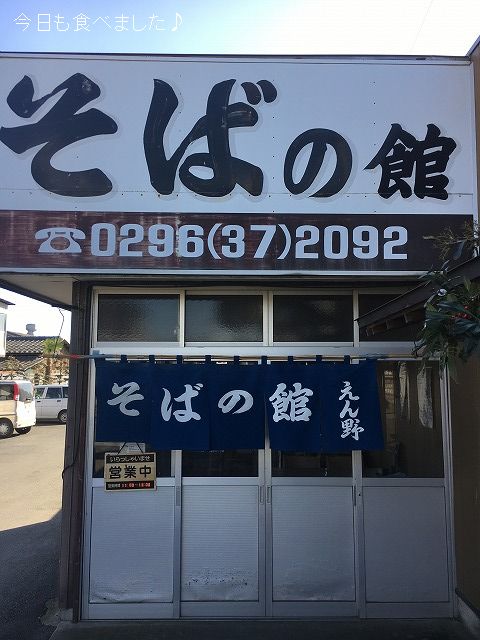 今日も食べました♪
そばの館
☎0296(37)2092
そばの館 えん野
いらっしゃいませ
営業中